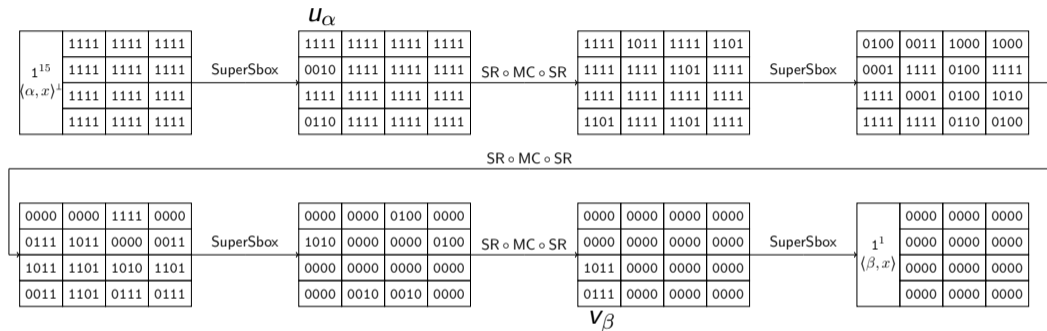 u_α
1111 1111 1111 1111 1111 1111 1111 1111 1011 1111 1101 0100 0011 1000 1000
1^15 1111 1111 1111 SuperSbox 0010 1111 1111 1111 SR∘MC∘SR 1111 1111 1101 1111 SuperSbox 0001 1111 0100 1111
⟨α, x⟩^⊥ 1111 1111 1111 1111 1111 1111 1111 1111 1111 1111 1111 1111 0001 0100 1010
1111 1111 1111 0110 1111 1111 1111 1101 1111 1101 1111 1111 1111 0110 0100
SR∘MC∘SR
0000 0000 1111 0000 0000 0000 0100 0000 0000 0000 0000 0000 0000 0000 0000
0111 1011 0000 0011 SuperSbox 1010 0000 0000 0100 SR∘MC∘SR 0000 0000 0000 0000 SuperSbox 1^1 0000 0000 0000
1011 1101 1010 1101 0000 0000 0000 0000 1011 0000 0000 0000 ⟨β, x⟩ 0000 0000 0000
0011 1101 0111 0111 0000 0010 0010 0000 0111 0000 0000 0000 0000 0000 0000
v_β